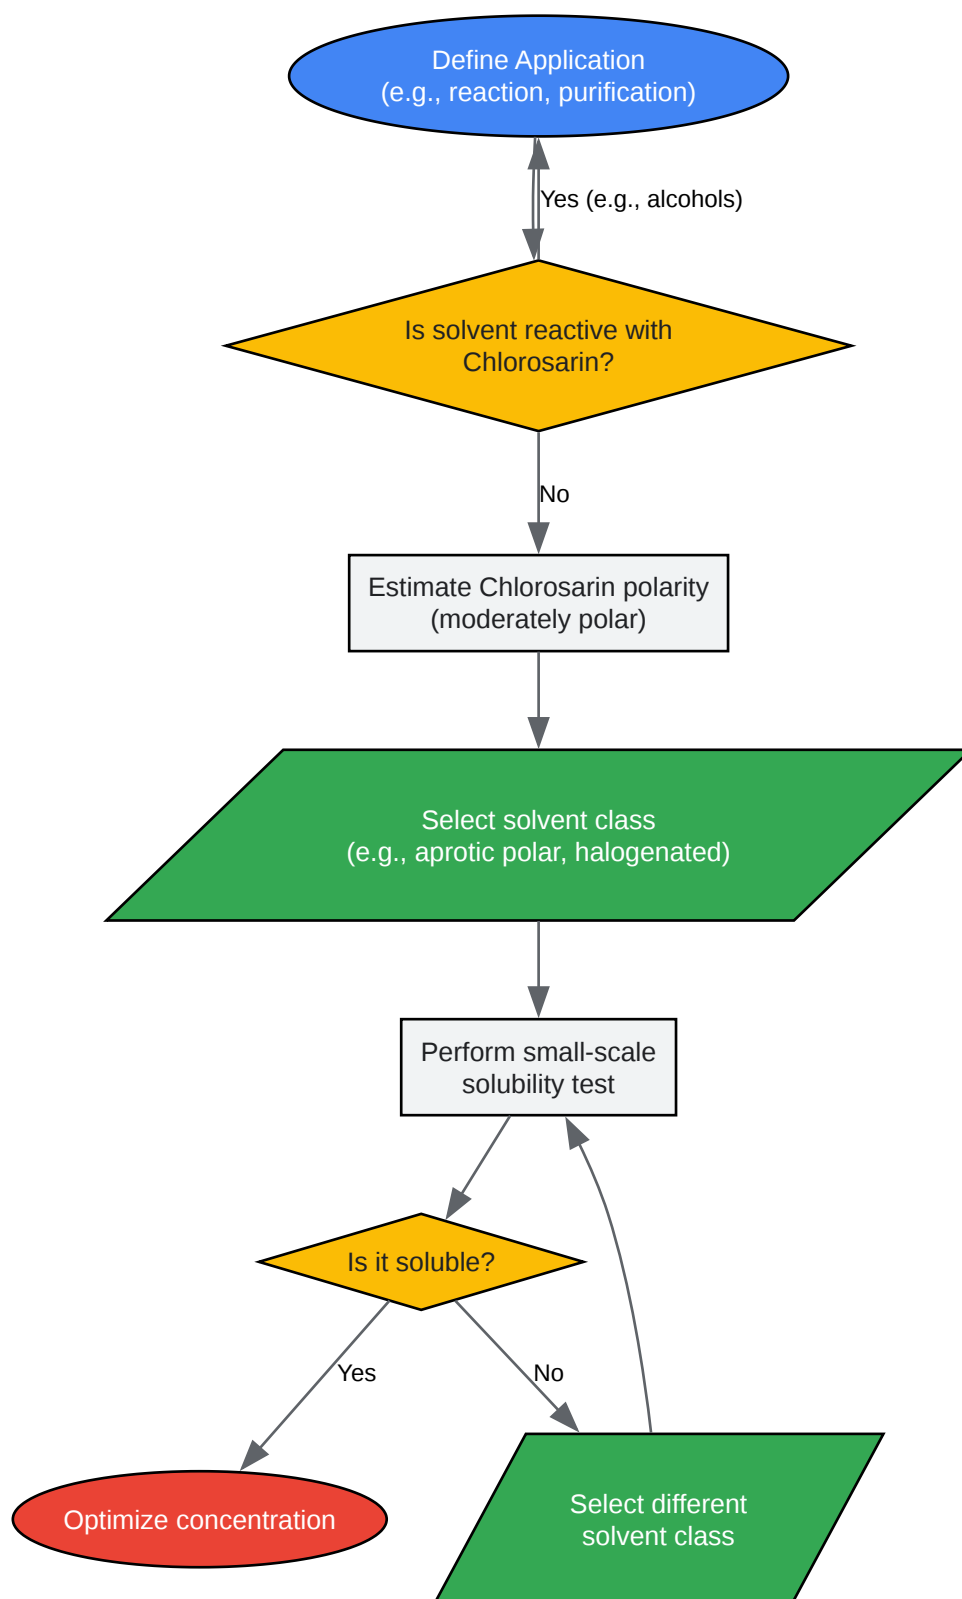 Define Application
(e.g., reaction, purification)
Yes (e.g., alcohols)
Is solvent reactive with
Chlorosarin?
No
Estimate Chlorosarin polarity
(moderately polar)
Select solvent class
(e.g., aprotic polar, halogenated)
Perform small-scale
solubility test
Is it soluble?
Yes
No
Optimize concentration
Select different
solvent class